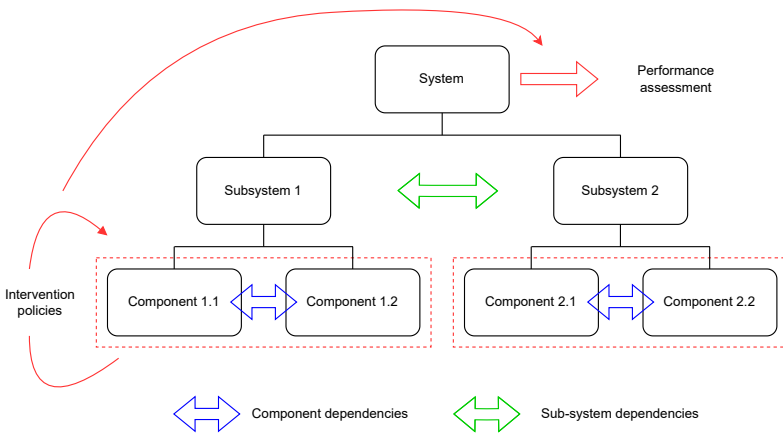 System
Performance
assessment
Subsystem 1
Subsystem 2
Intervention
policies
Component 1.1
Component 1.2
Component 2.1
Component 2.2
Component dependencies
Sub-system dependencies